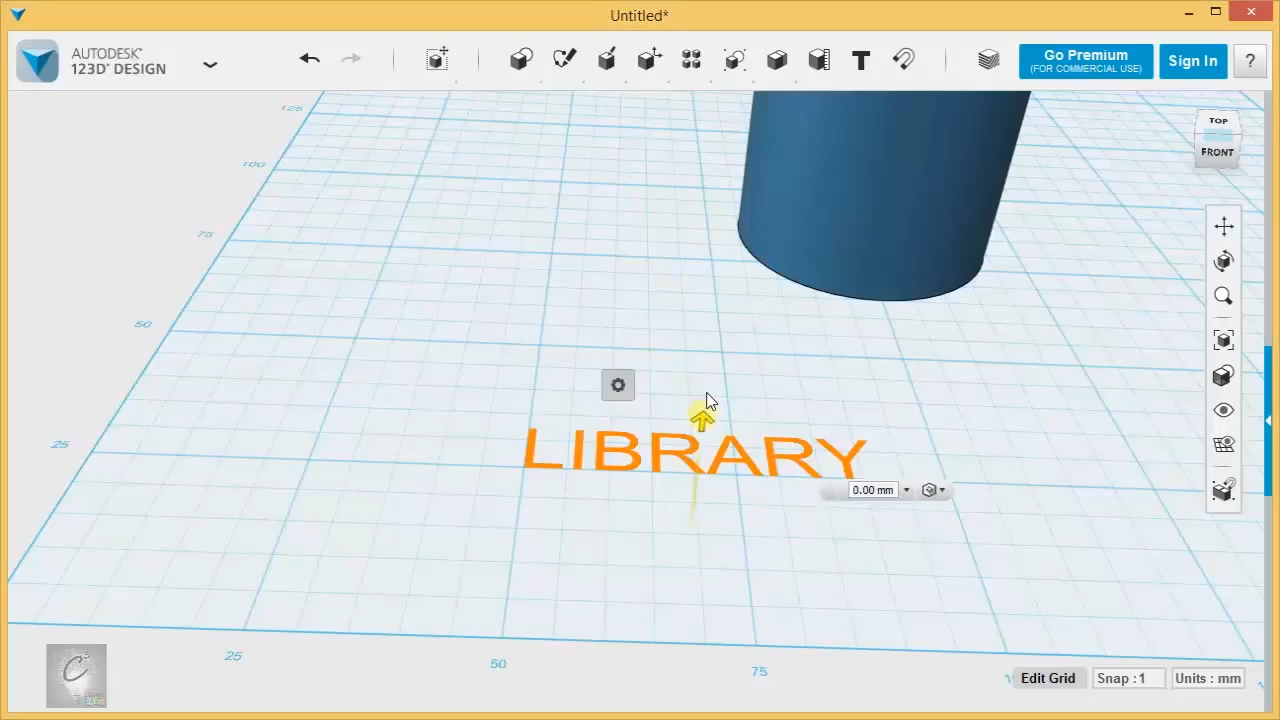 Untitled*
AUTODESK®
123D® DESIGN
T
Go Premium
(FOR COMMERCIAL USE)
Sign In
?
TOP
FRONT
125
100
75
50
25
LIBRARY
0.00 mm
25
50
75
Edit Grid
Snap : 1
Units : mm